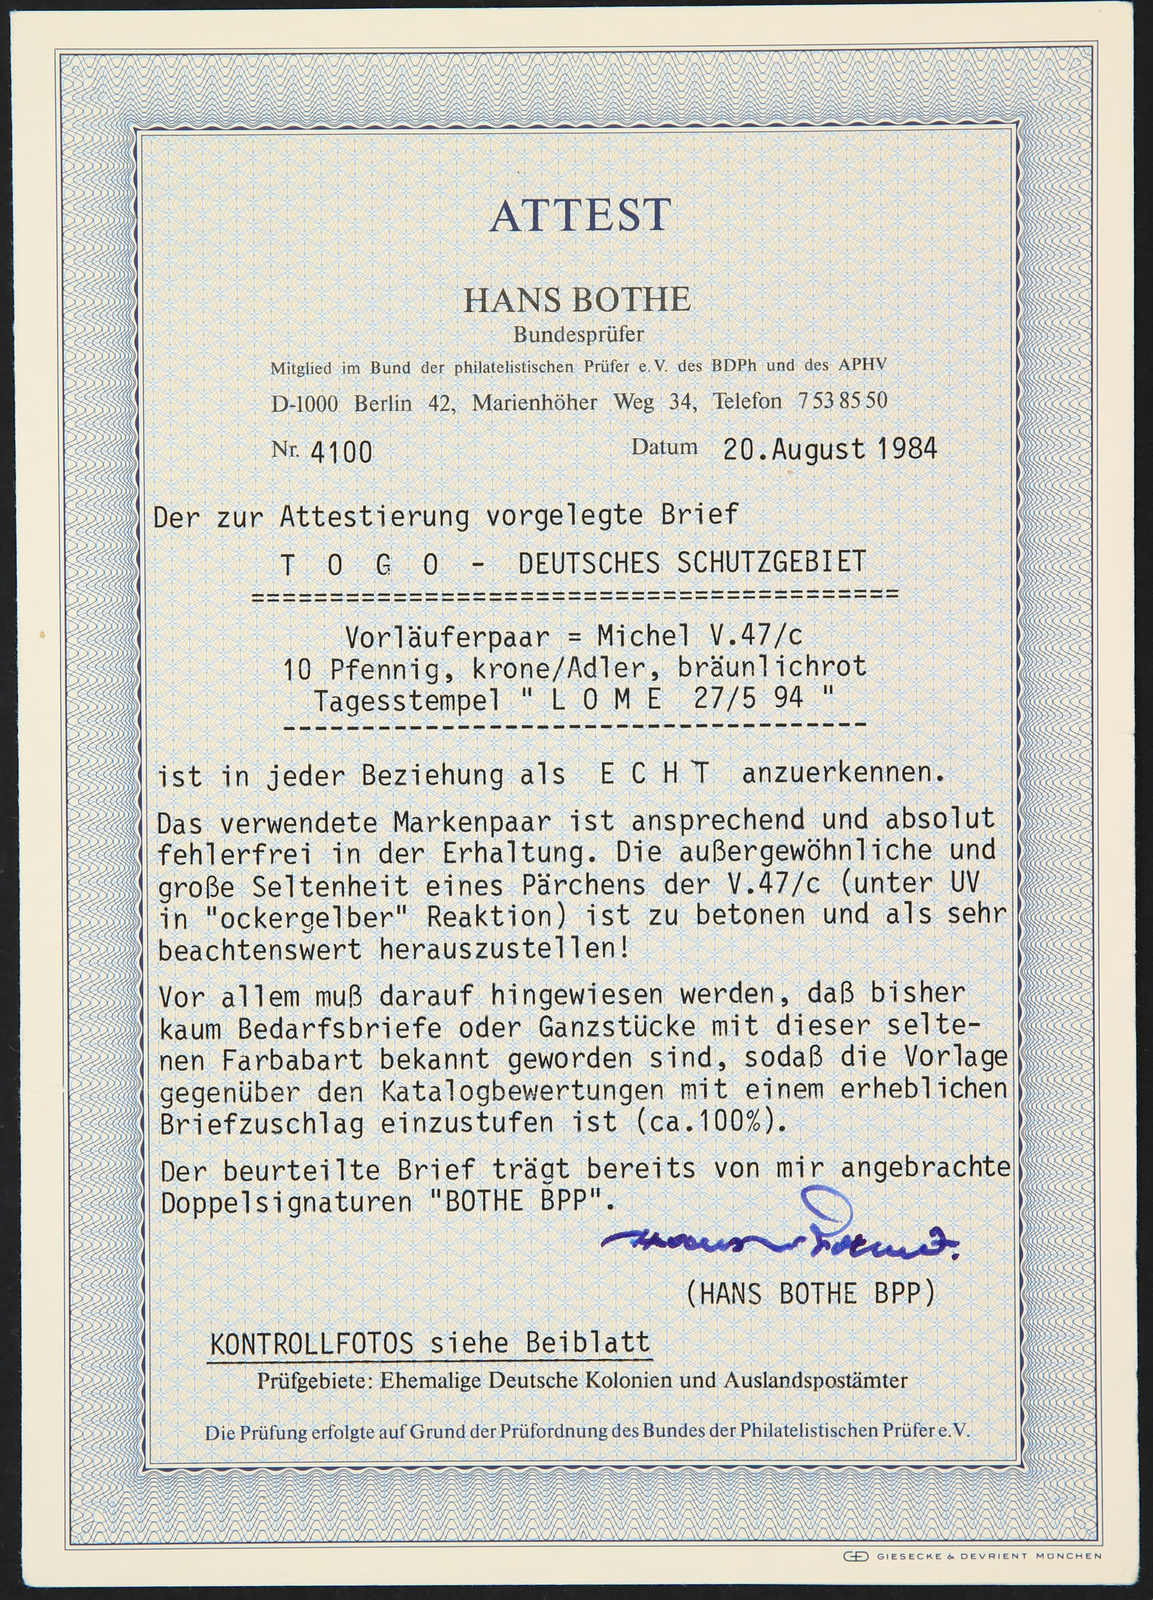 ATTEST
HANS BOTHE
Bundesprüfer
Mitglied im Bund der philatelistischen Prüfer e.V. des BDPh und des APHV
D-1000 Berlin 42, Marienhöher Weg 34, Telefon 7538550
Nr. 4100 Datum 20.August 1984
Der zur Attestierung vorgelegte Brief
T O G O - DEUTSCHES SCHUTZGEBIET
=========================================
Vorläuferpaar = Michel V.47/c
10 Pfennig, krone/Adler, bräunlichrot
Tagesstempel " L O M E 27/5 94 "
-------------------------------------
ist in jeder Beziehung als E C H T anzuerkennen.
Das verwendete Markenpaar ist ansprechend und absolut
fehlerfrei in der Erhaltung. Die außergewöhnliche und
große Seltenheit eines Pärchens der V.47/c (unter UV
in "ockergelber" Reaktion) ist zu betonen und als sehr
beachtenswert herauszustellen!
Vor allem muß darauf hingewiesen werden, daß bisher
kaum Bedarfsbriefe oder Ganzstücke mit dieser selte-
nen Farbabart bekannt geworden sind, sodaß die Vorlage
gegenüber den Katalogbewertungen mit einem erheblichen
Briefzuschlag einzustufen ist (ca.100%).
Der beurteilte Brief trägt bereits von mir angebrachte
Doppelsignaturen "BOTHE BPP".
(HANS BOTHE BPP)
KONTROLLFOTOS siehe Beiblatt
Prüfgebiete: Ehemalige Deutsche Kolonien und Auslandspostämter
Die Prüfung erfolgte auf Grund der Prüfordnung des Bundes der Philatelistischen Prüfer e.V.
GIESECKE & DEVRIENT MÜNCHEN